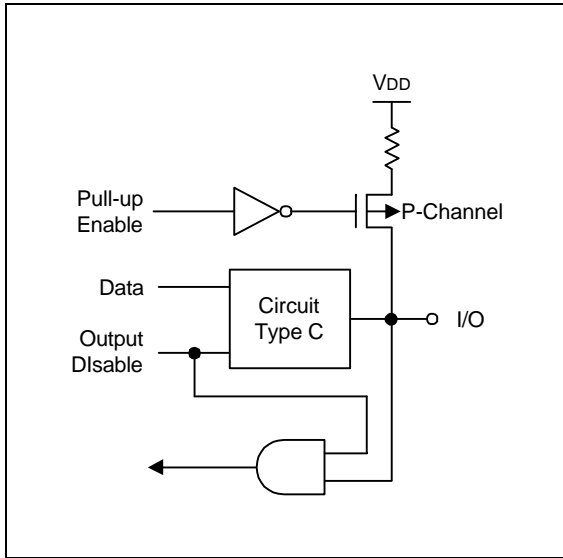 VDD
Pull-up
Enable
P-Channel
Data
Circuit
Type C
I/O
Output
DIsable